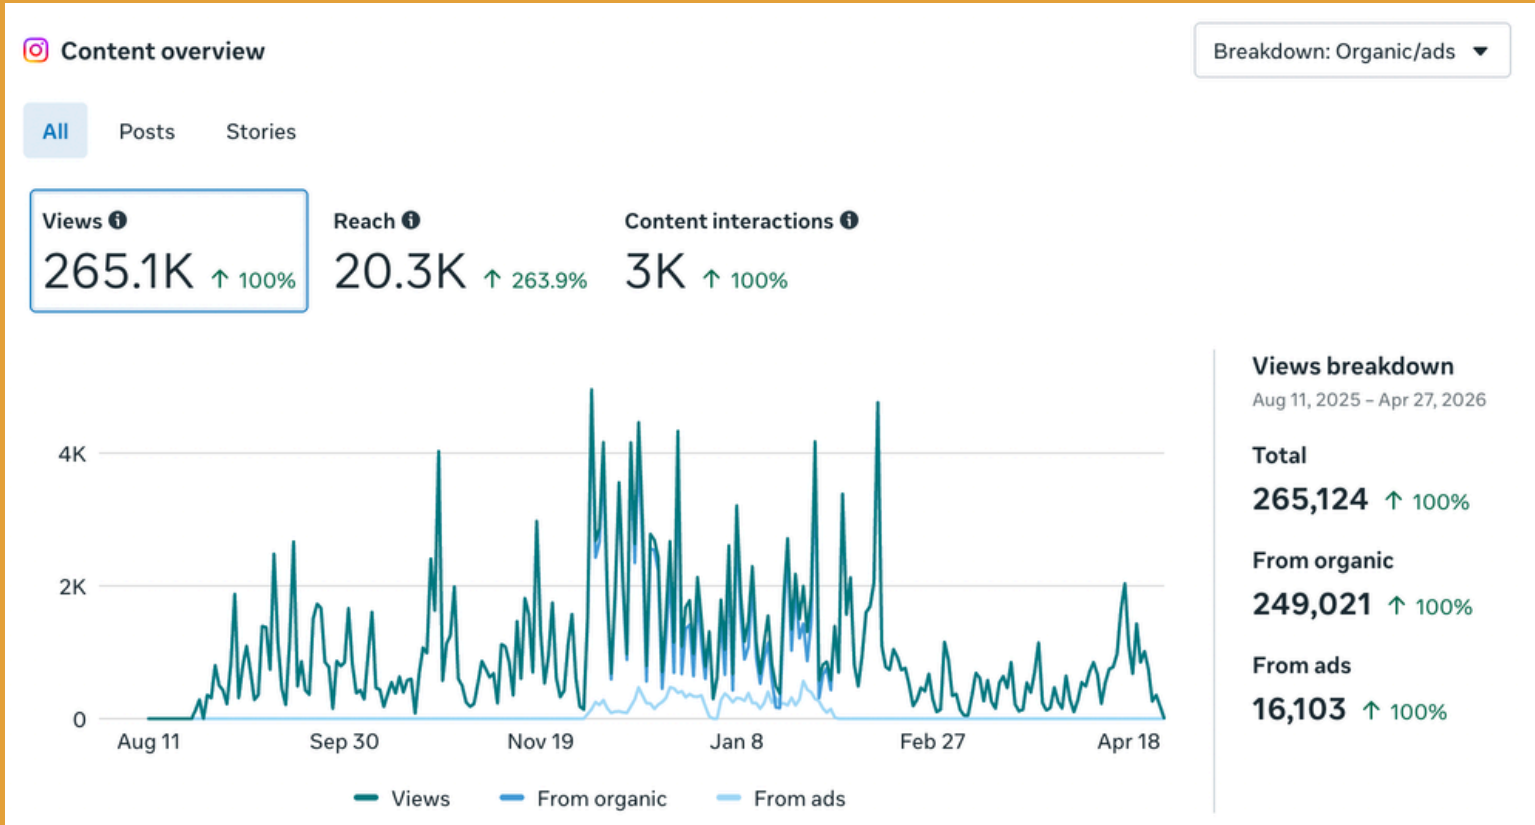 Content overview
Breakdown: Organic/ads
All Posts Stories
Views Reach Content interactions
265.1K ↑ 100% 20.3K ↑ 263.9% 3K ↑ 100%
Views breakdown
Aug 11, 2025 – Apr 27, 2026
Total
265,124 ↑ 100%
From organic
249,021 ↑ 100%
From ads
16,103 ↑ 100%
4K
2K
0
Aug 11 Sep 30 Nov 19 Jan 8 Feb 27 Apr 18
Views From organic From ads